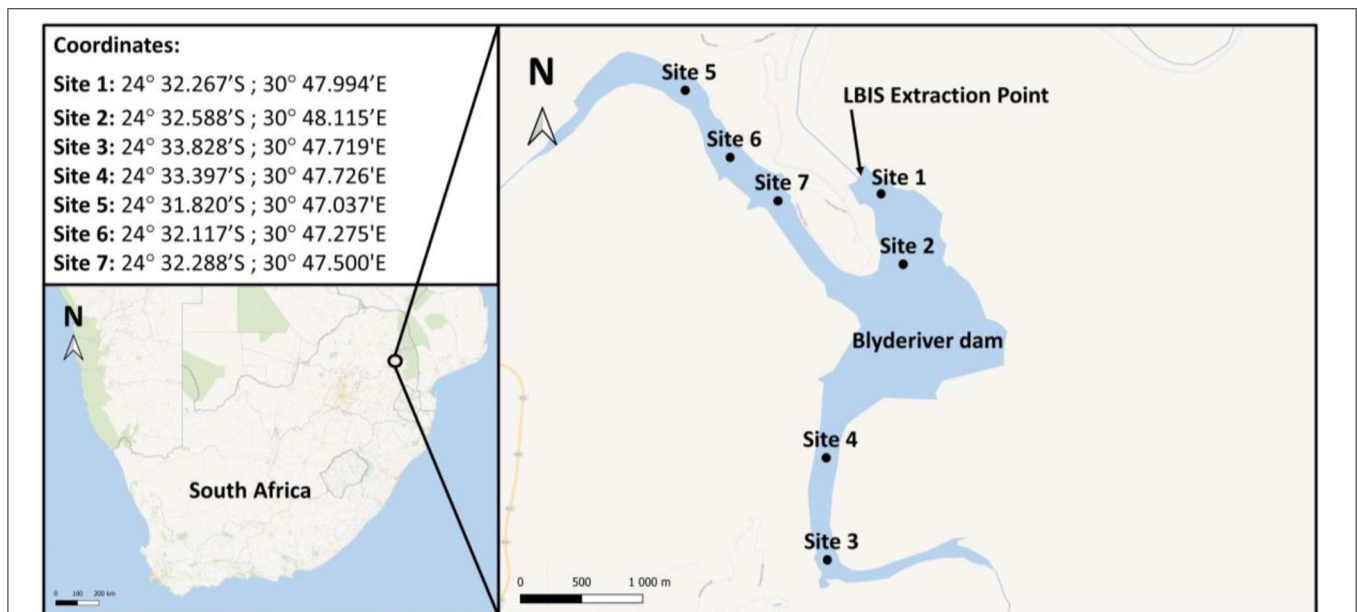 Coordinates:
Site 1: 24° 32.267’S ; 30° 47.994’E
Site 2: 24° 32.588’S ; 30° 48.115’E
Site 3: 24° 33.828’S ; 30° 47.719'E
Site 4: 24° 33.397’S ; 30° 47.726'E
Site 5: 24° 31.820’S ; 30° 47.037'E
Site 6: 24° 32.117’S ; 30° 47.275'E
Site 7: 24° 32.288’S ; 30° 47.500'E
N
South Africa
0 100 200 km
N
Site 5
LBIS Extraction Point
Site 6
Site 7
Site 1
Site 2
Blyderiver dam
Site 4
Site 3
0 500 1 000 m